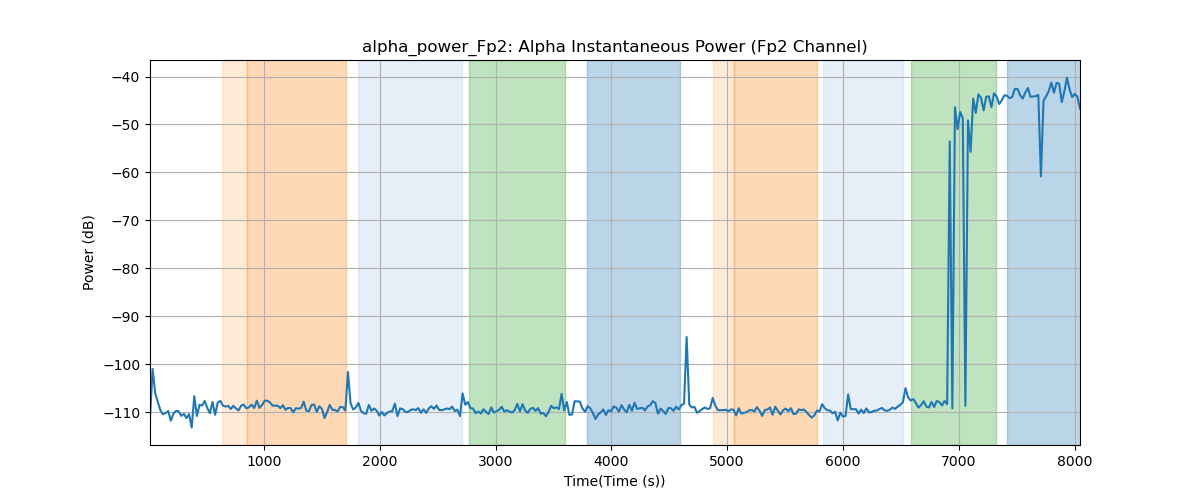 alpha_power_Fp2: Alpha Instantaneous Power (Fp2 Channel)
Power (dB)
−40
−50
−60
−70
−80
−90
−100
−110
1000 2000 3000 4000 5000 6000 7000 8000
Time(Time (s))